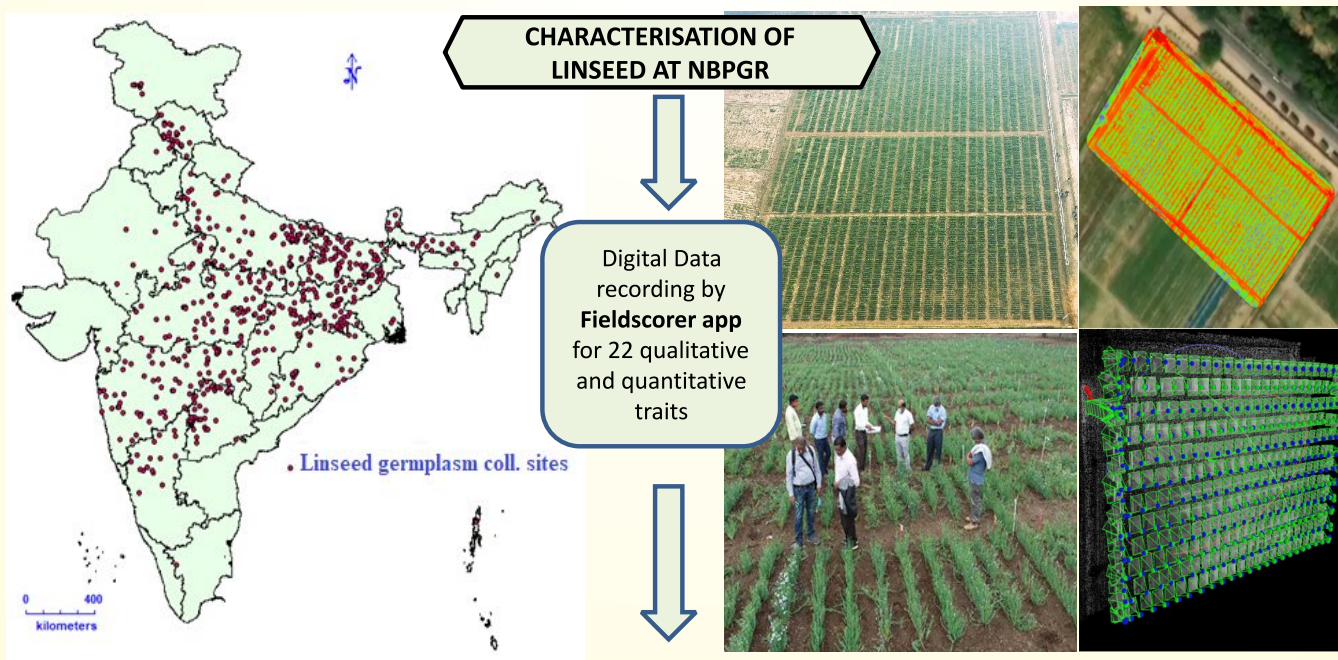 CHARACTERISATION OF
LINSEED AT NBPGR
N
Digital Data
recording by
Fieldscorer app
for 22 qualitative
and quantitative
traits
Linseed germplasm coll. sites
0 400
kilometers